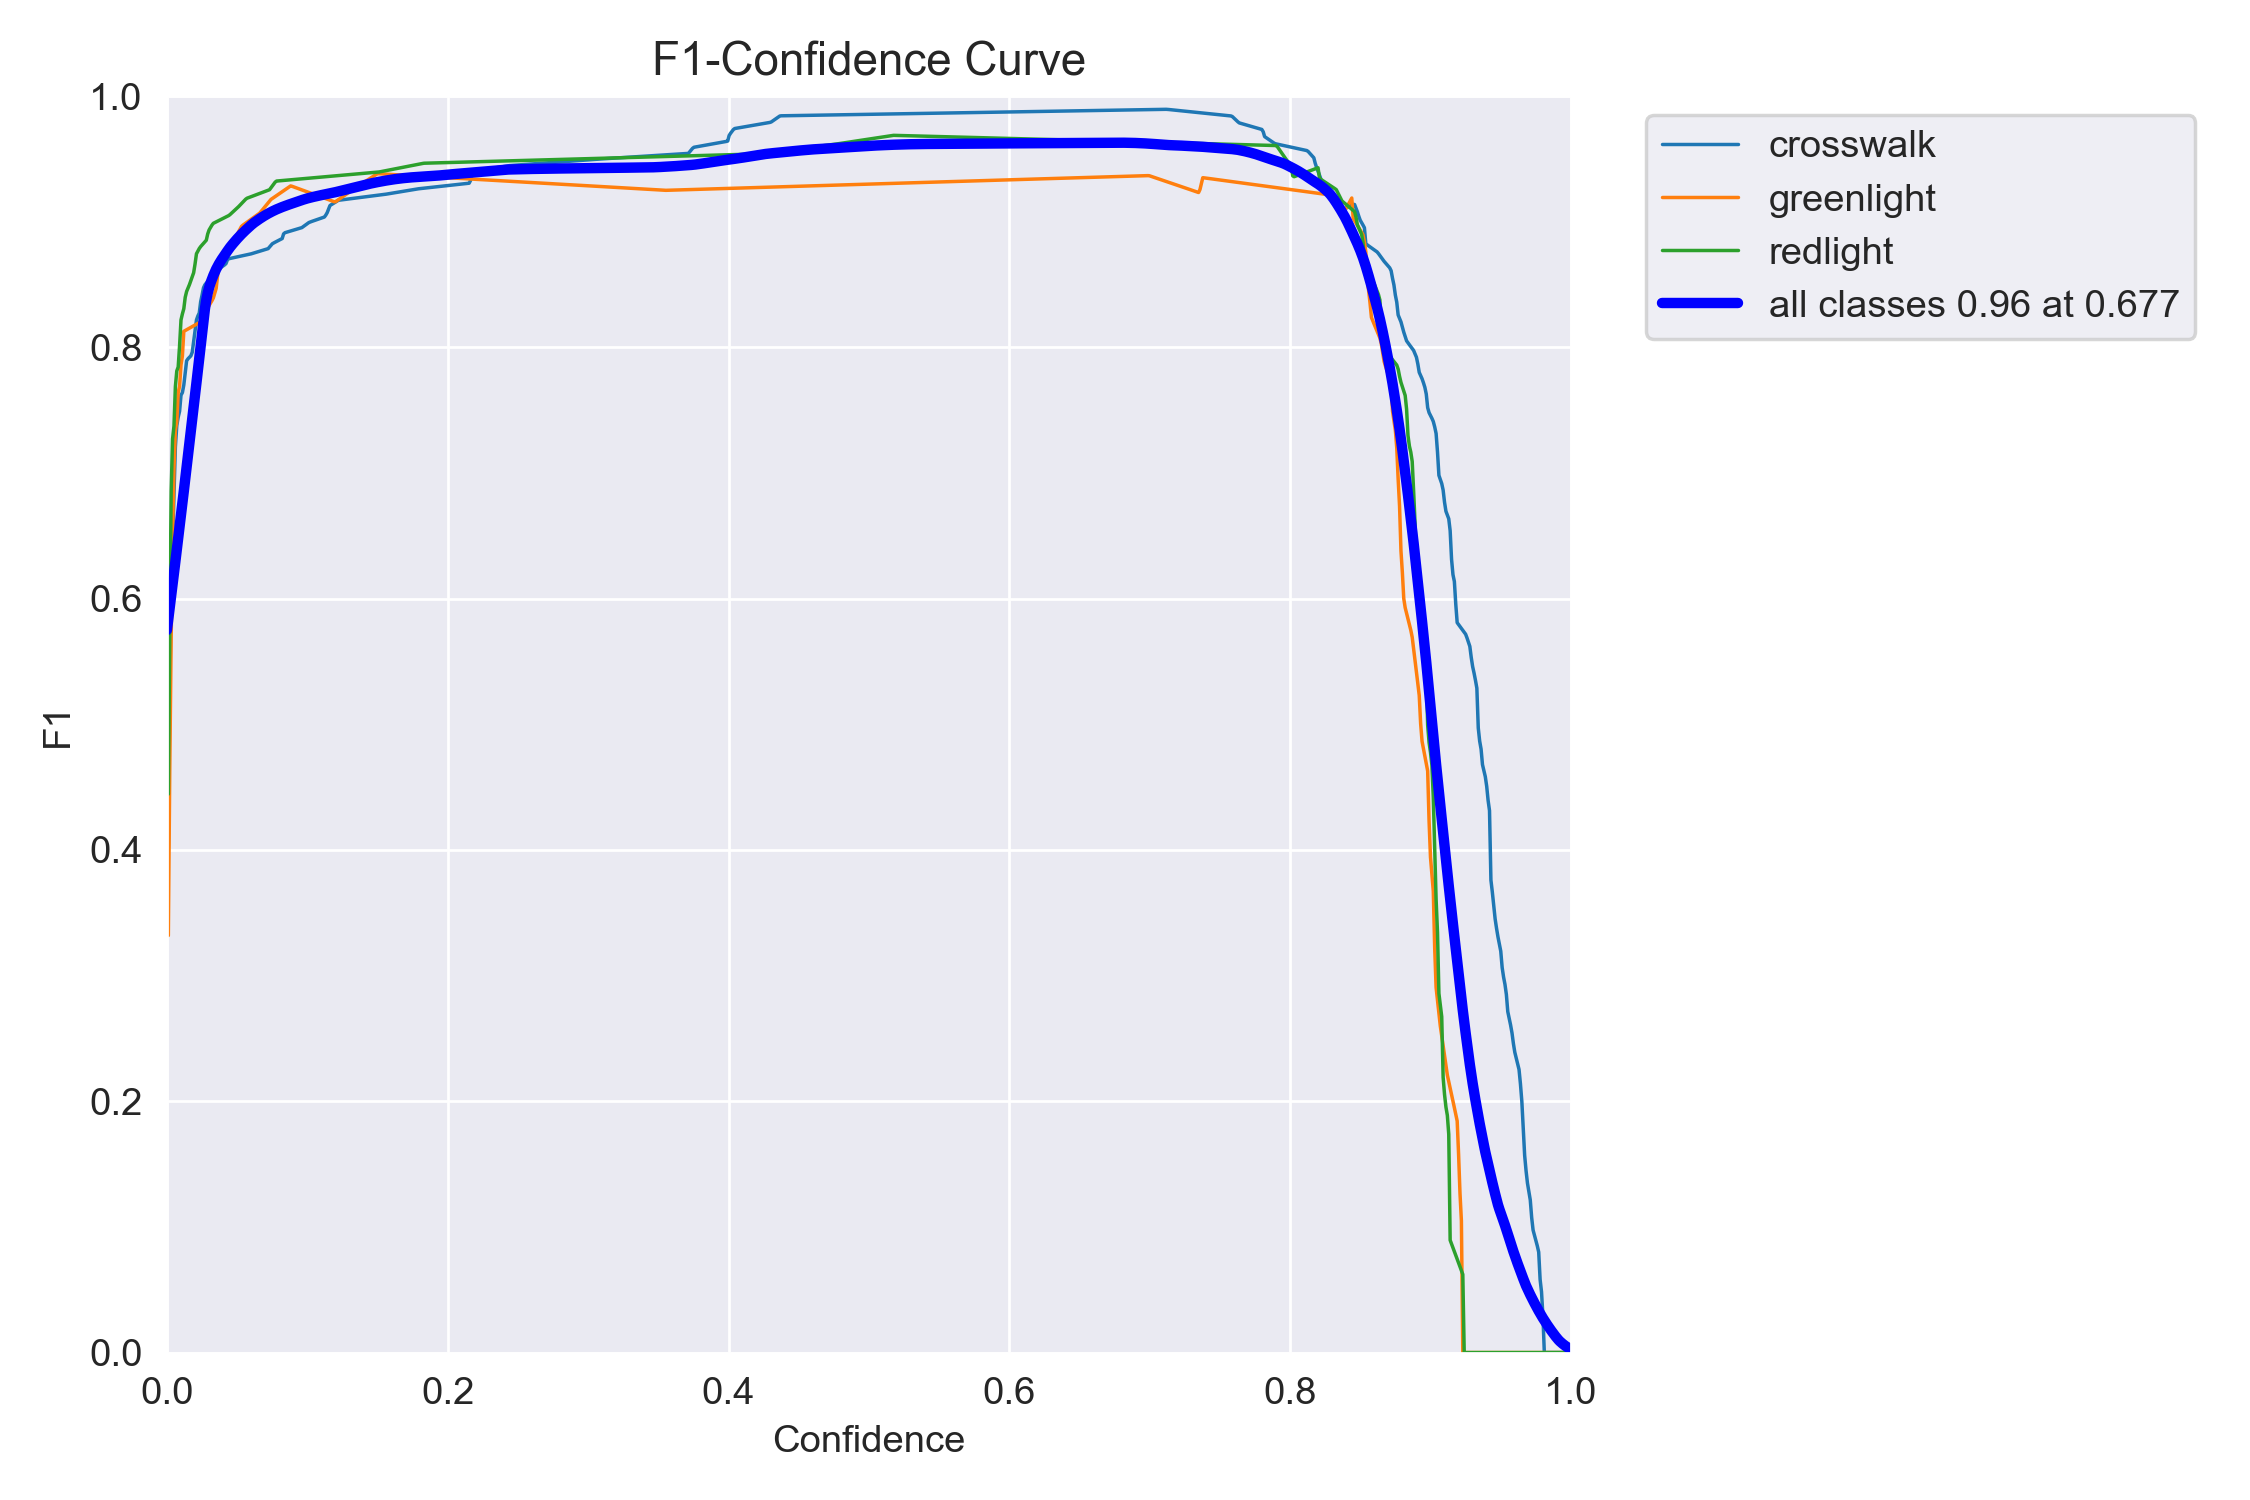 F1-Confidence Curve
1.0
0.8
0.6
0.4
0.2
0.0
F1
0.0 0.2 0.4 0.6 0.8 1.0
Confidence
crosswalk
greenlight
redlight
all classes 0.96 at 0.677